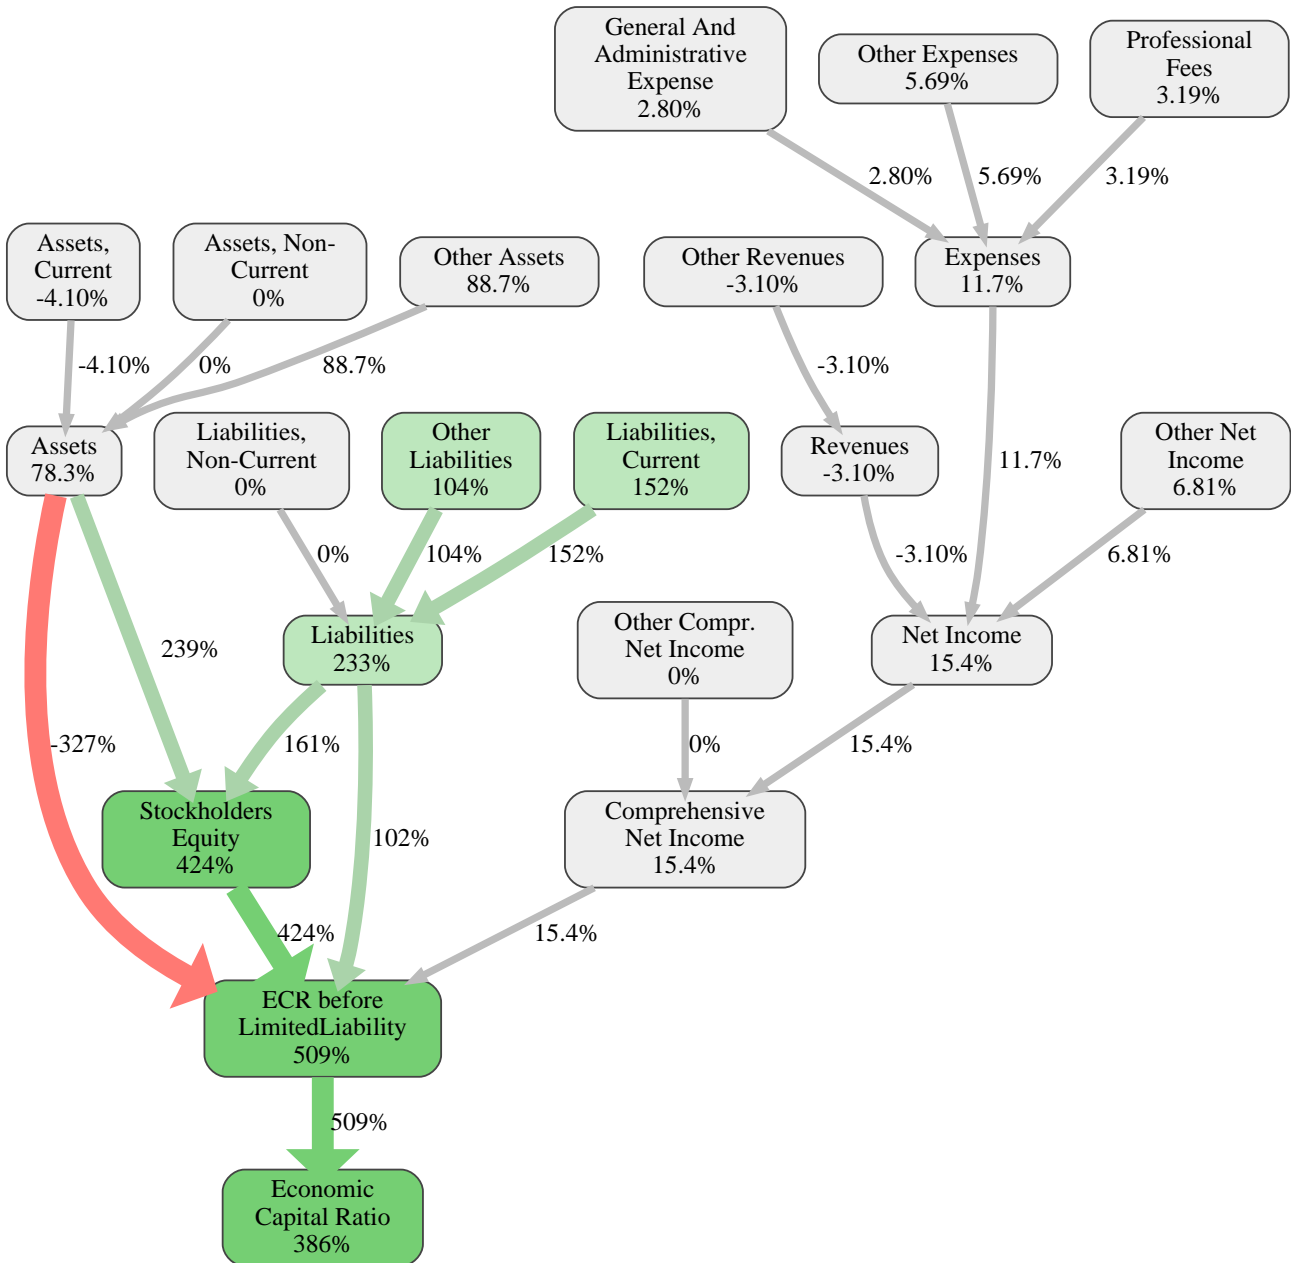 General And
Administrative
Expense
2.80%
Other Expenses
5.69%
Professional
Fees
3.19%
2.80%
5.69%
3.19%
Assets,
Current
-4.10%
Assets, Non-
Current
0%
Other Assets
88.7%
Other Revenues
-3.10%
Expenses
11.7%
-4.10%
0%
88.7%
-3.10%
Assets
78.3%
Liabilities,
Non-Current
0%
Other
Liabilities
104%
Liabilities,
Current
152%
Revenues
-3.10%
11.7%
Other Net
Income
6.81%
0%
104%
152%
-3.10%
6.81%
239%
Liabilities
233%
Other Compr.
Net Income
0%
Net Income
15.4%
-327%
161%
0%
15.4%
Stockholders
Equity
424%
102%
Comprehensive
Net Income
15.4%
424%
15.4%
ECR before
LimitedLiability
509%
509%
Economic
Capital Ratio
386%